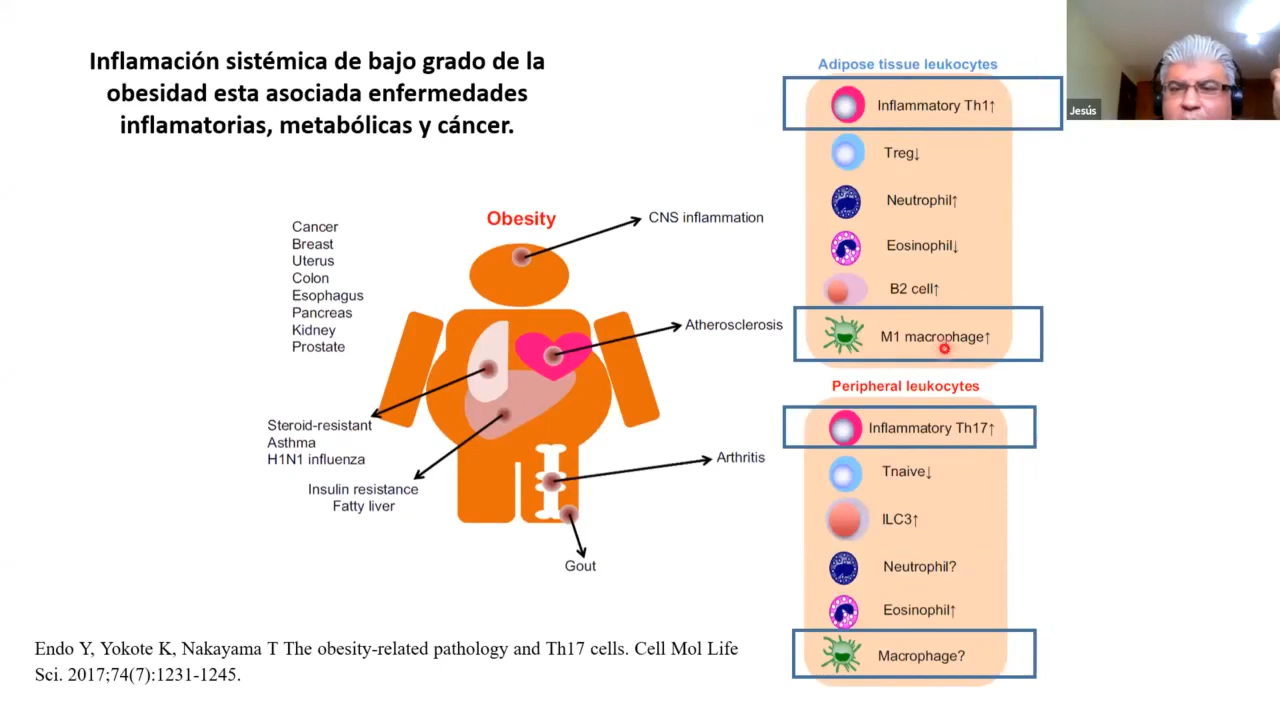 Inflamación sistémica de bajo grado de la
obesidad esta asociada enfermedades
inflamatorias, metabólicas y cáncer.
Cancer
Breast
Uterus
Colon
Esophagus
Pancreas
Kidney
Prostate
Obesity
CNS inflammation
Atherosclerosis
Steroid-resistant
Asthma
H1N1 influenza
Insulin resistance
Fatty liver
Arthritis
Gout
Adipose tissue leukocytes
Inflammatory Th1↑
Treg↓
Neutrophil↑
Eosinophil↓
B2 cell↑
M1 macrophage↑
Peripheral leukocytes
Inflammatory Th17↑
Tnaive↓
ILC3↑
Neutrophil?
Eosinophil↑
Macrophage?
Jesús
Endo Y, Yokote K, Nakayama T The obesity-related pathology and Th17 cells. Cell Mol Life
Sci. 2017;74(7):1231-1245.